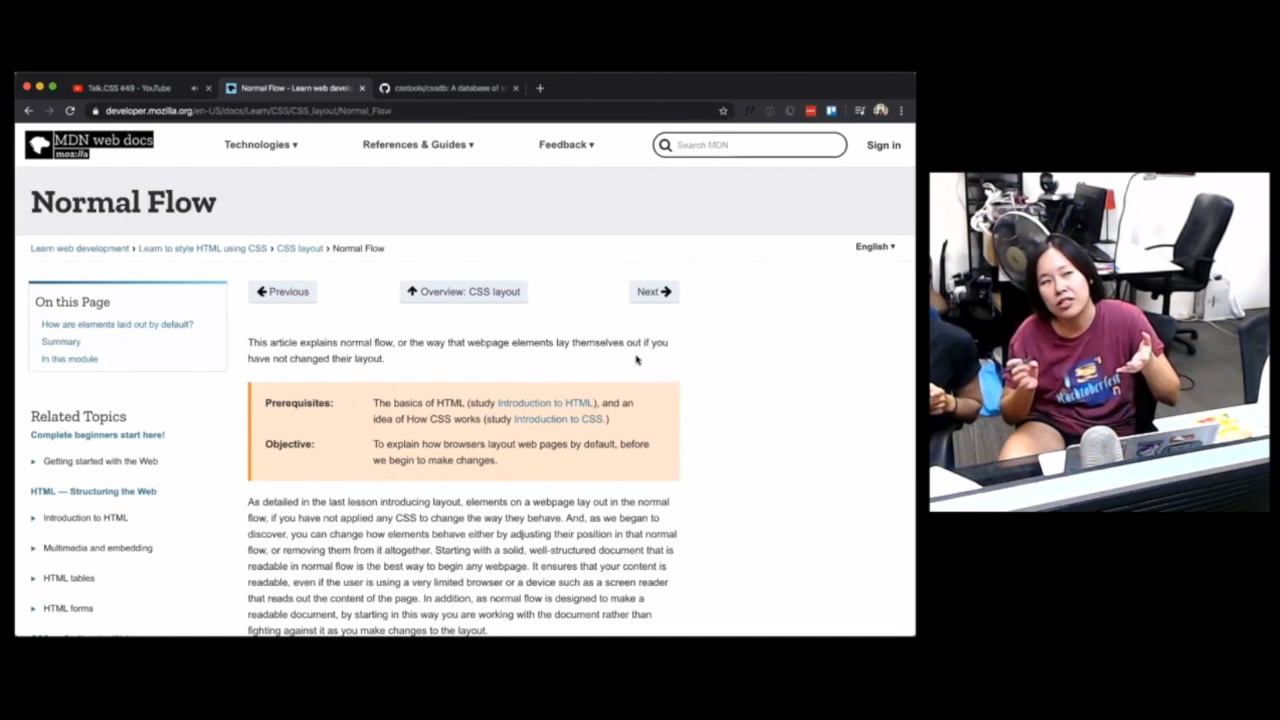 Talk.CSS #49 - YouTube
Normal Flow - Learn web devel
csstools/cssdb: A database of
developer.mozilla.org/en-US/docs/Learn/CSS/CSS_layout/Normal_Flow
MDN web docs
moz://a
Technologies ▾
References & Guides ▾
Feedback ▾
Search MDN
Sign in
Normal Flow
Learn web development › Learn to style HTML using CSS › CSS layout › Normal Flow
English ▾
On this Page
How are elements laid out by default?
Summary
In this module
Related Topics
Complete beginners start here!
Getting started with the Web
HTML — Structuring the Web
Introduction to HTML
Multimedia and embedding
HTML tables
HTML forms
Previous
Overview: CSS layout
Next
This article explains normal flow, or the way that webpage elements lay themselves out if you
have not changed their layout.
Prerequisites: The basics of HTML (study Introduction to HTML), and an
idea of How CSS works (study Introduction to CSS.)
Objective: To explain how browsers layout web pages by default, before
we begin to make changes.
As detailed in the last lesson introducing layout, elements on a webpage lay out in the normal
flow, if you have not applied any CSS to change the way they behave. And, as we began to
discover, you can change how elements behave either by adjusting their position in that normal
flow, or removing them from it altogether. Starting with a solid, well-structured document that is
readable in normal flow is the best way to begin any webpage. It ensures that your content is
readable, even if the user is using a very limited browser or a device such as a screen reader
that reads out the content of the page. In addition, as normal flow is designed to make a
readable document, by starting in this way you are working with the document rather than
fighting against it as you make changes to the layout.